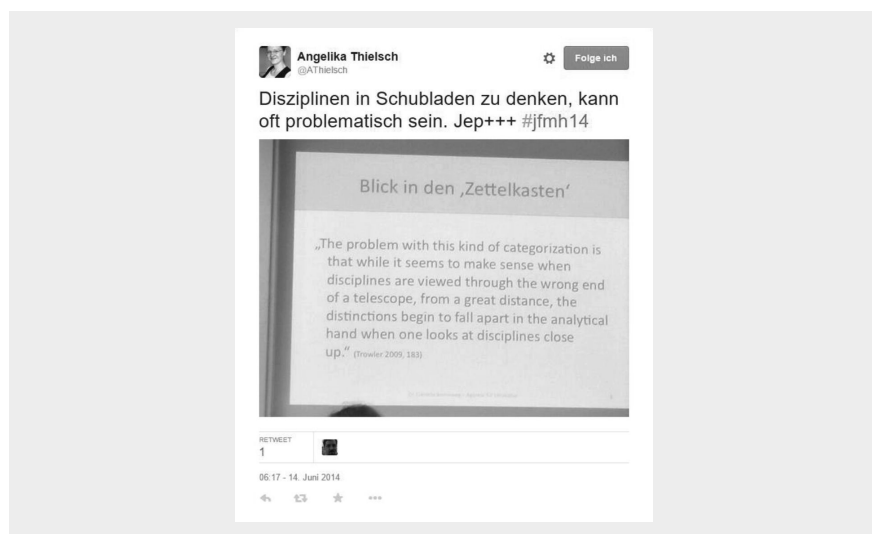 Angelika Thielsch
@AThielsch
Folge ich
Disziplinen in Schubladen zu denken, kann
oft problematisch sein. Jep+++ #jfmh14
Blick in den ‚Zettelkasten‘
„The problem with this kind of categorization is
that while it seems to make sense when
disciplines are viewed through the wrong end
of a telescope, from a great distance, the
distinctions begin to fall apart in the analytical
hand when one looks at disciplines close
up.“ (Trowler 2009, 183)
RETWEET
1
06:17 - 14. Juni 2014